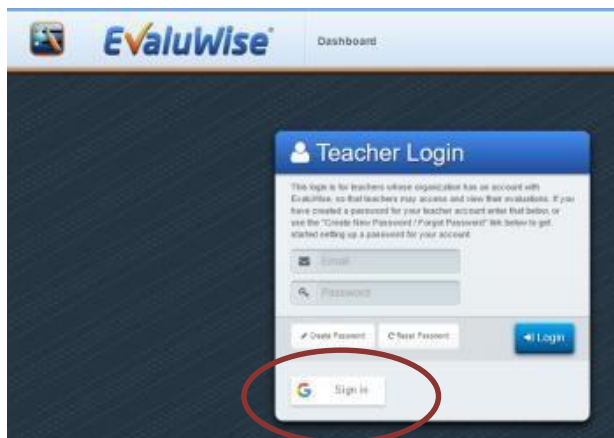 EvaluWise
Dashboard
Teacher Login
This login is for teachers whose organization has an account with
EvaluWise, so that teachers may access and view their evaluations. If you
have created a password for your teacher account enter that below, or
use the "Create New Password / Forgot Password" link below to get
started setting up a password for your account.
Email
Password
Create Password
Reset Password
Login
Sign in